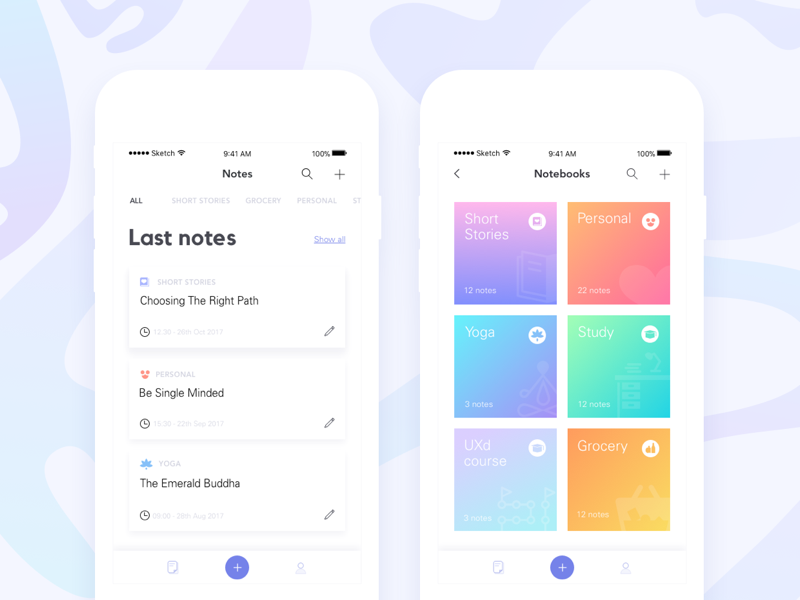 Sketch 9:41 AM 100%
Notes
ALL SHORT STORIES GROCERY PERSONAL ST
Last notes Show all
SHORT STORIES
Choosing The Right Path
12:30 - 26th Oct 2017
PERSONAL
Be Single Minded
15:30 - 22th Sep 2017
YOGA
The Emerald Buddha
09:00 - 28th Aug 2017
Sketch 9:41 AM 100%
Notebooks
Short
Stories
12 notes
Personal
22 notes
Yoga
3 notes
Study
12 notes
UXd
course
3 notes
Grocery
12 notes